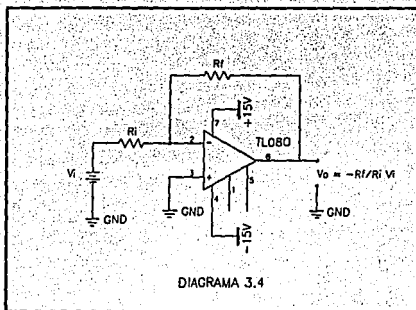 Rf
+15V
7
TL080
Ri
2
-
6
Vo = -Rf/Ri Vi
3
+
Vi
4
1
5
GND
GND
GND
-15V
DIAGRAMA 3.4